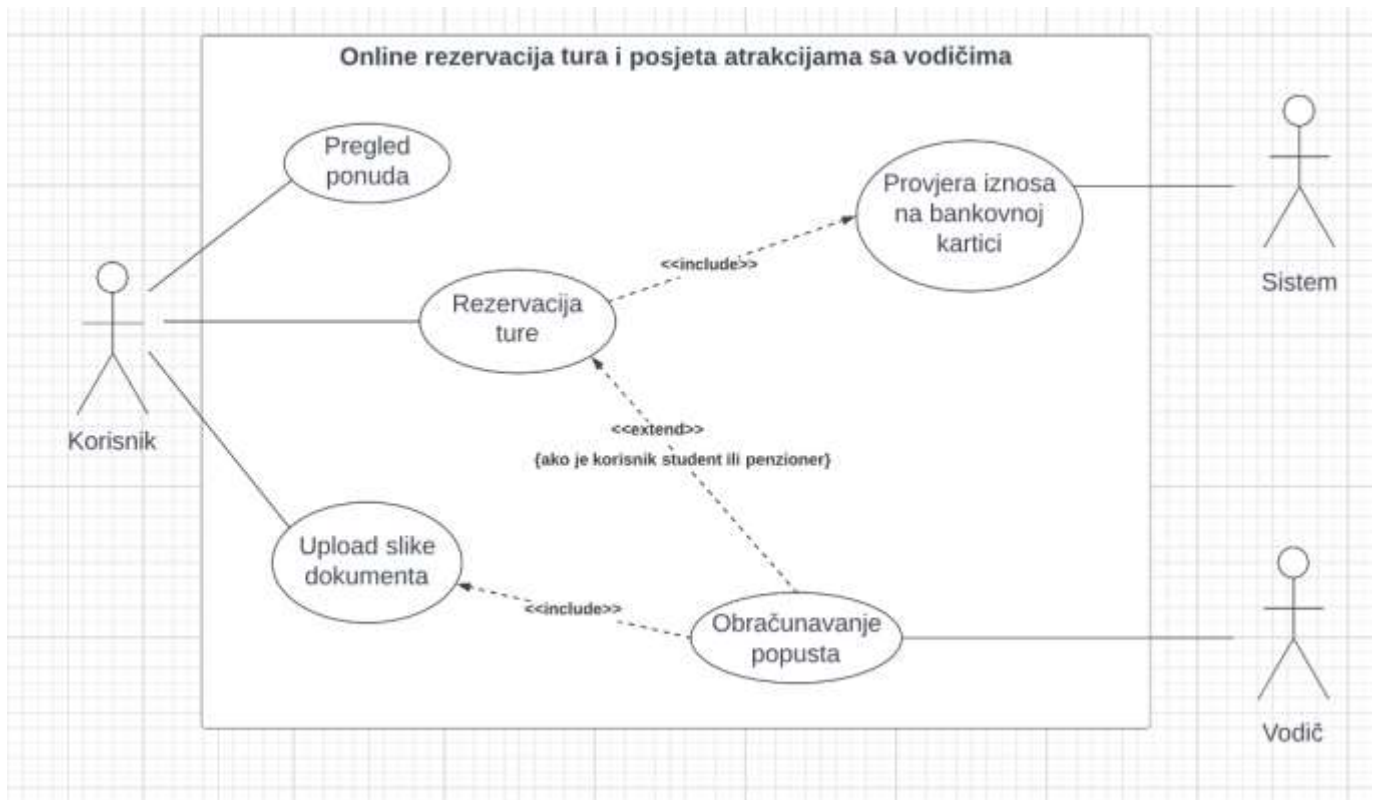 Online rezervacija tura i posjeta atrakcijama sa vodičima
Pregled
ponuda
Provjera iznosa
na bankovnoj
kartici
Sistem
<<include>>
Rezervacija
ture
Korisnik
<<extend>>
{ako je korisnik student ili penzioner}
Upload slike
dokumenta
<<include>>
Obračunavanje
popusta
Vodič